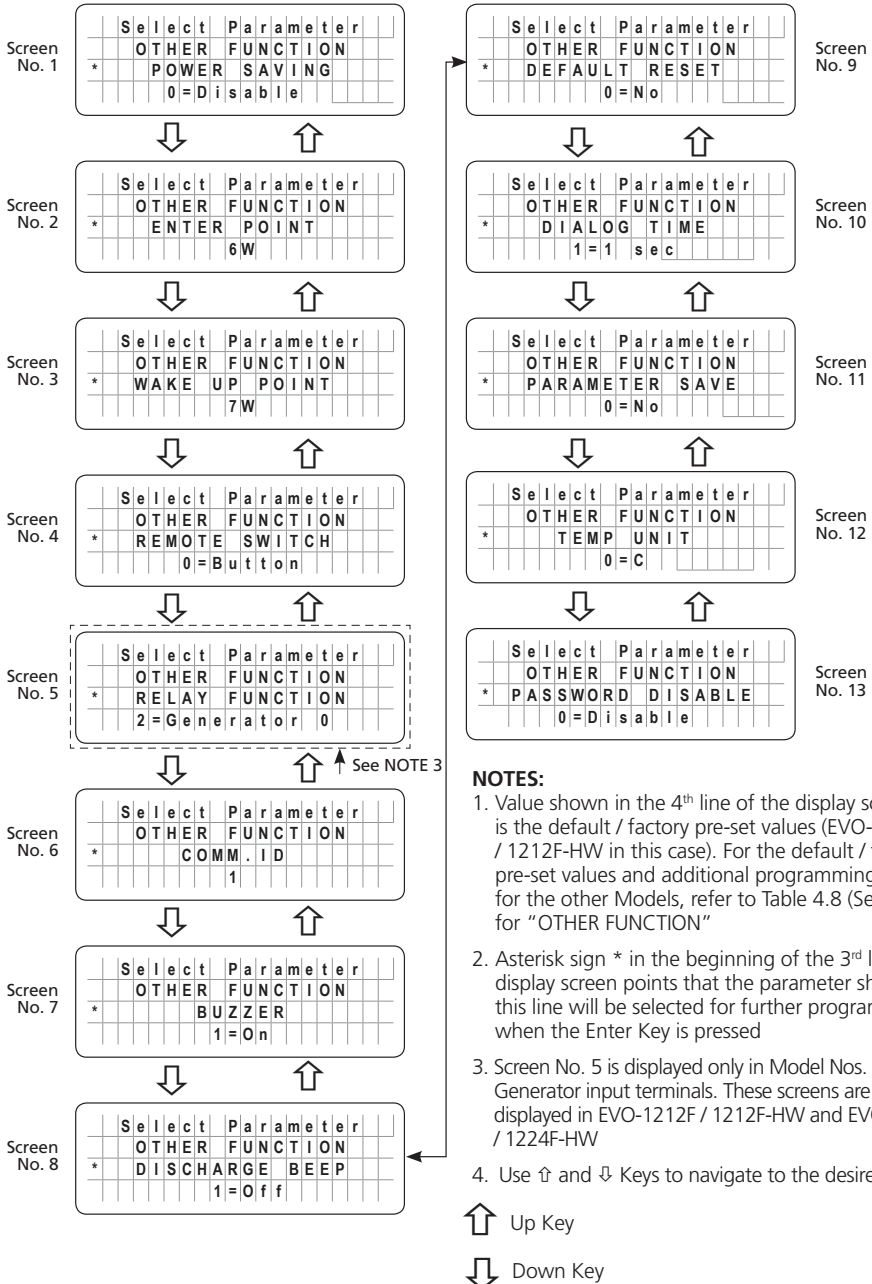 Screen No. 1
Select Parameter
OTHER FUNCTION
* POWER SAVING
0=Disable
Screen No. 2
Select Parameter
OTHER FUNCTION
* ENTER POINT
6W
Screen No. 3
Select Parameter
OTHER FUNCTION
* WAKE UP POINT
7W
Screen No. 4
Select Parameter
OTHER FUNCTION
* REMOTE SWITCH
0=Button
Screen No. 5
Select Parameter
OTHER FUNCTION
* RELAY FUNCTION
2=Generator 0
See NOTE 3
Screen No. 6
Select Parameter
OTHER FUNCTION
* COMM.ID
1
Screen No. 7
Select Parameter
OTHER FUNCTION
* BUZZER
1=On
Screen No. 8
Select Parameter
OTHER FUNCTION
* DISCHARGE BEEP
1=Off
Select Parameter
OTHER FUNCTION
* DEFAULT RESET
0=No
Screen No. 9
Select Parameter
OTHER FUNCTION
* DIALOG TIME
1=1 sec
Screen No. 10
Select Parameter
OTHER FUNCTION
* PARAMETER SAVE
0=No
Screen No. 11
Select Parameter
OTHER FUNCTION
* TEMP UNIT
0=C
Screen No. 12
Select Parameter
OTHER FUNCTION
* PASSWORD DISABLE
0=Disable
Screen No. 13
NOTES:
1. Value shown in the 4th line of the display
is the default / factory pre-set values (EVO-
/ 1212F-HW in this case). For the default /
pre-set values and additional programming
for the other Models, refer to Table 4.8
for "OTHER FUNCTION"
2. Asterisk sign * in the beginning of the 3rd
display screen points that the parameter
this line will be selected for further
when the Enter Key is pressed
3. Screen No. 5 is displayed only in Model Nos.
Generator input terminals. These screens are
displayed in EVO-1212F / 1212F-HW and
/ 1224F-HW
4. Use ⇧ and ⇩ Keys to navigate to the
⇧ Up Key
⇩ Down Key